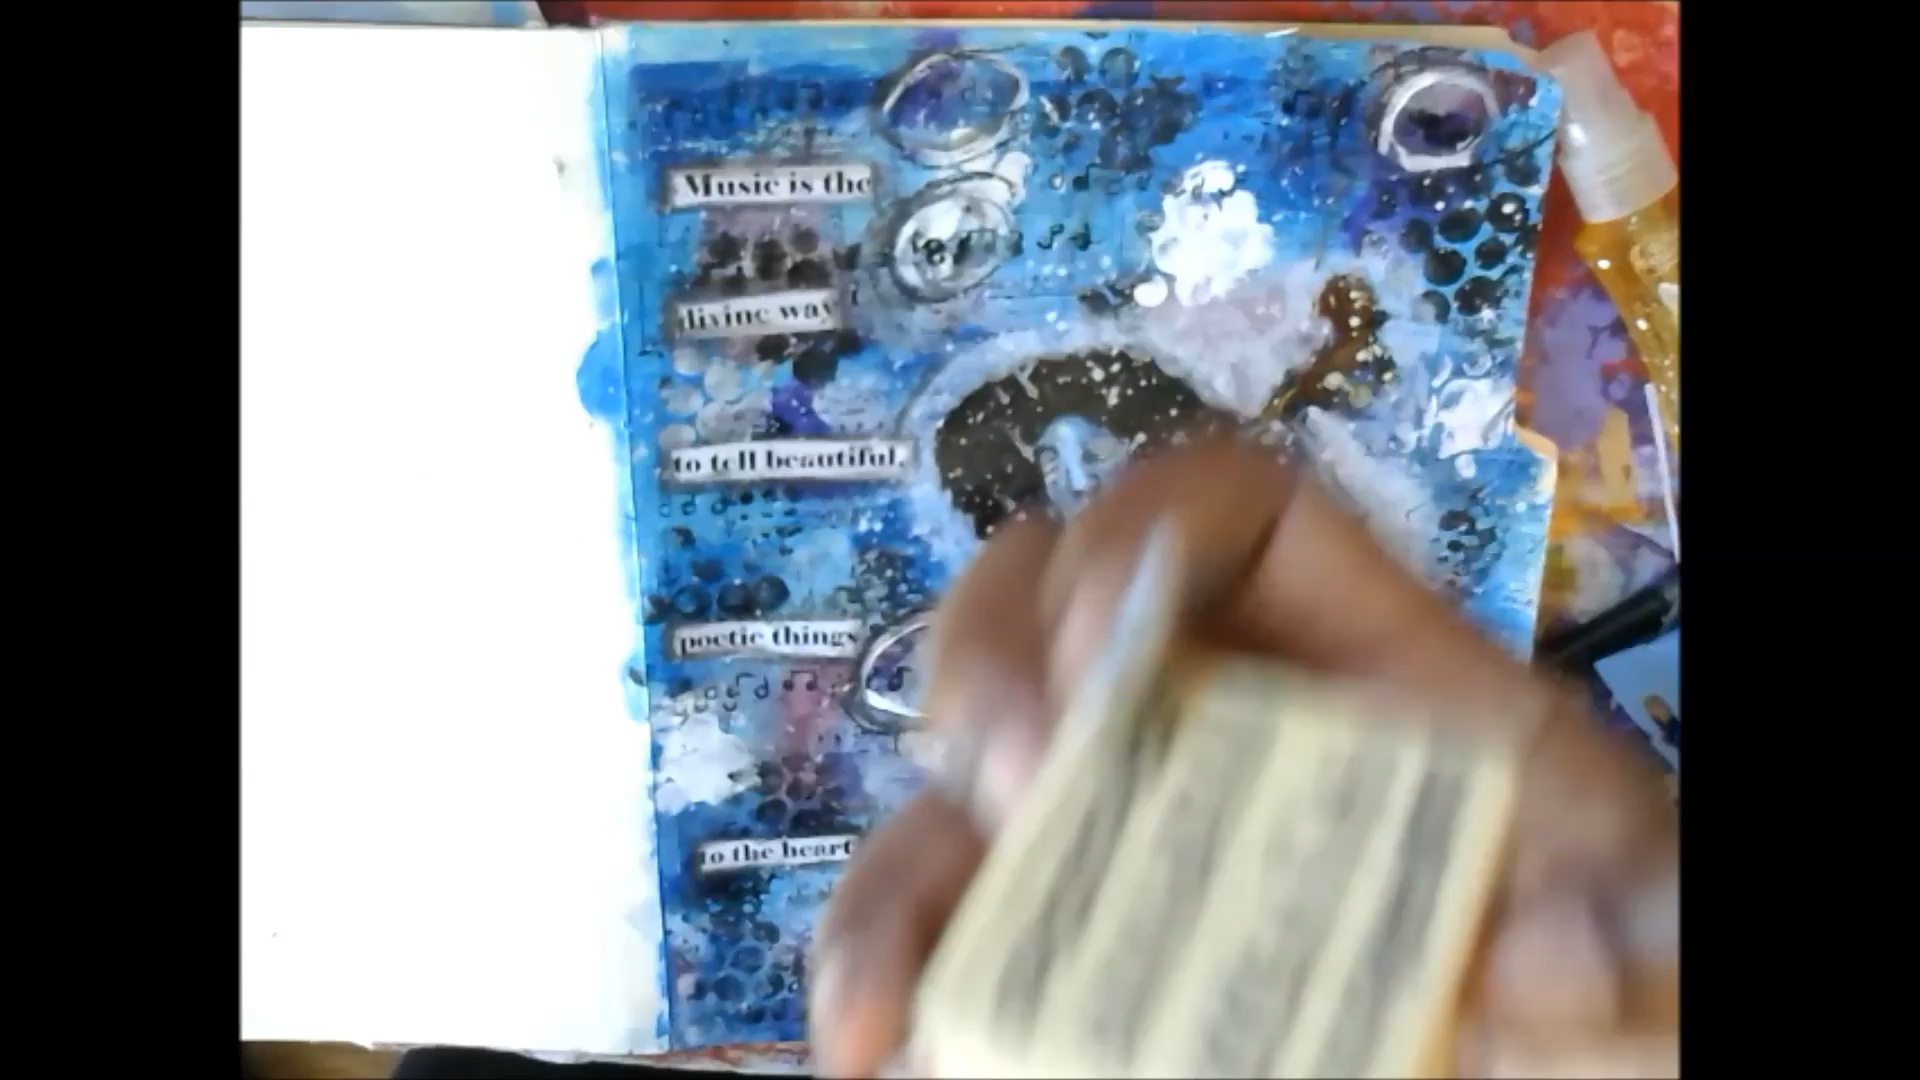 Music is the
divine way
to tell beautiful,
poetic things
to the heart